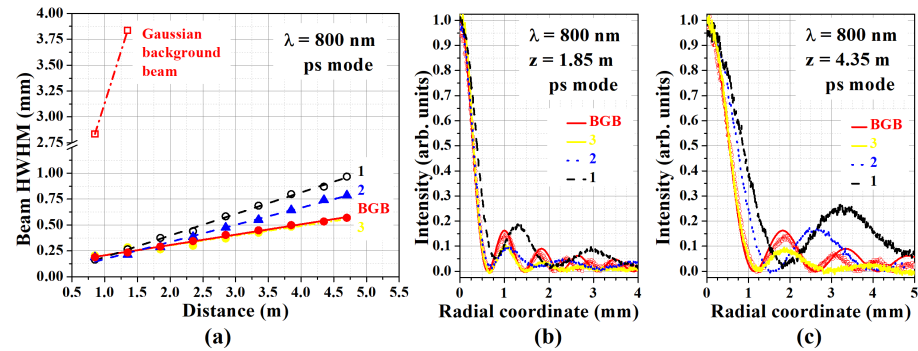 4.00
3.75
3.50
3.25
3.00
2.75
1.00
0.75
0.50
0.25
0.00
Beam HWHM (mm)
Gaussian
background
beam
λ = 800 nm
ps mode
1
2
BGB
3
0.5 1.0 1.5 2.0 2.5 3.0 3.5 4.0 4.5 5.0 5.5
Distance (m)
(a)
1.0
0.9
0.8
0.7
0.6
0.5
0.4
0.3
0.2
0.1
0.0
Intensity (arb. units)
λ = 800 nm
z = 1.85 m
ps mode
BGB
3
2
1
0 1 2 3 4
Radial coordinate (mm)
(b)
1.0
0.9
0.8
0.7
0.6
0.5
0.4
0.3
0.2
0.1
0.0
Intensity (arb. units)
λ = 800 nm
z = 4.35 m
ps mode
BGB
3
2
1
0 1 2 3 4 5
Radial coordinate (mm)
(c)